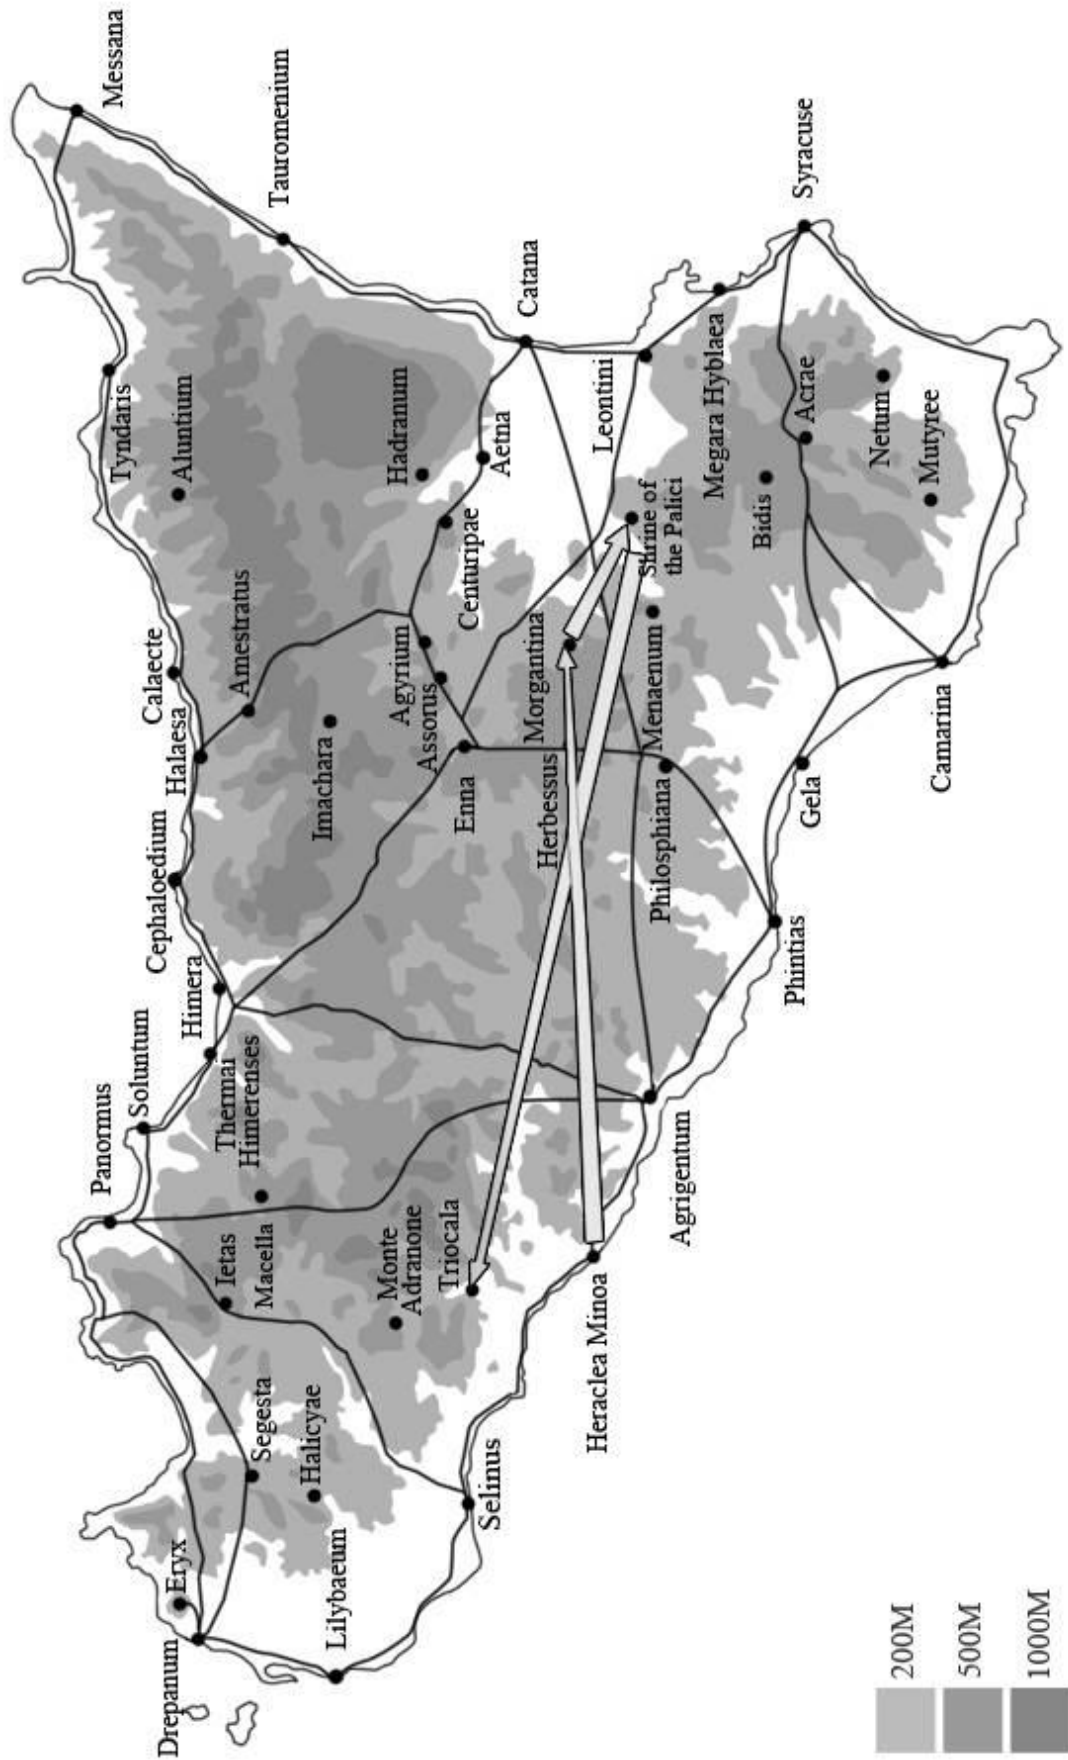 Messana
Tauromenium
Tyndaris
Aluntium
Catana
Hadranum
Aetna
Centuripae
Calaecte
Halaesa
Amestratus
Agyrium
Assorus
Imachara
Enna
Cephaloedium
Himera
Soluntum
Thermai
Himerenses
Panormus
Ietas
Macella
Monte
Adranone
Triocala
Segesta
Halicyae
Eryx
Drepanum
Lilybaeum
Selinus
Heraclea Minoa
Agrigentum
Phintias
Philosphiana
Herbessus
Morgantina
Menaenum
Shrine of
the Palici
Leontini
Megara Hyblaea
Syracuse
Acrae
Bidis
Netum
Mutyree
Gela
Camarina
200M
500M
1000M